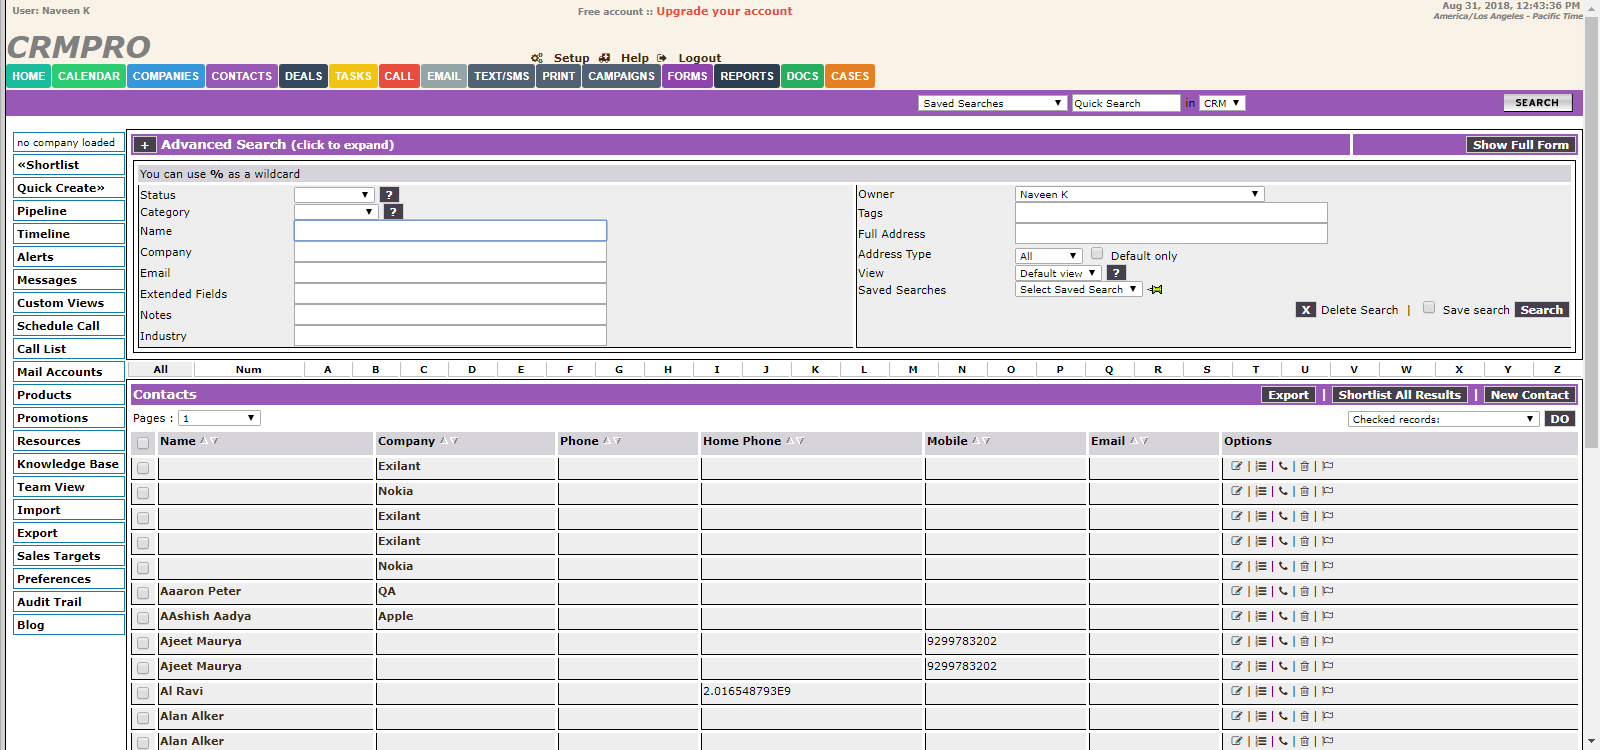 User: Naveen K
Free account :: Upgrade your account
Aug 31, 2018, 12:43:36 PM
America/Los Angeles - Pacific Time
CRMPRO
Setup Help Logout
HOME CALENDAR COMPANIES CONTACTS DEALS TASKS CALL EMAIL TEXT/SMS PRINT CAMPAIGNS FORMS REPORTS DOCS CASES
Saved Searches Quick Search in CRM SEARCH
no company loaded
«Shortlist
Quick Create»
Pipeline
Timeline
Alerts
Messages
Custom Views
Schedule Call
Call List
Mail Accounts
Products
Promotions
Resources
Knowledge Base
Team View
Import
Export
Sales Targets
Preferences
Audit Trail
Blog
+ Advanced Search (click to expand) Show Full Form
You can use % as a wildcard
Status ?
Category ?
Name
Company
Email
Extended Fields
Notes
Industry
Owner Naveen K
Tags
Full Address
Address Type All Default only
View Default view ?
Saved Searches Select Saved Search
X Delete Search | Save search Search
All Num A B C D E F G H I J K L M N O P Q R S T U V W X Y Z
Contacts Export | Shortlist All Results | New Contact
Pages : 1 Checked records: DO
Name Company Phone Home Phone Mobile Email Options
Exilant
Nokia
Exilant
Exilant
Nokia
Aaaron Peter QA
AAshish Aadya Apple
Ajeet Maurya 9299783202
Ajeet Maurya 9299783202
Al Ravi 2.016548793E9
Alan Alker
Alan Alker